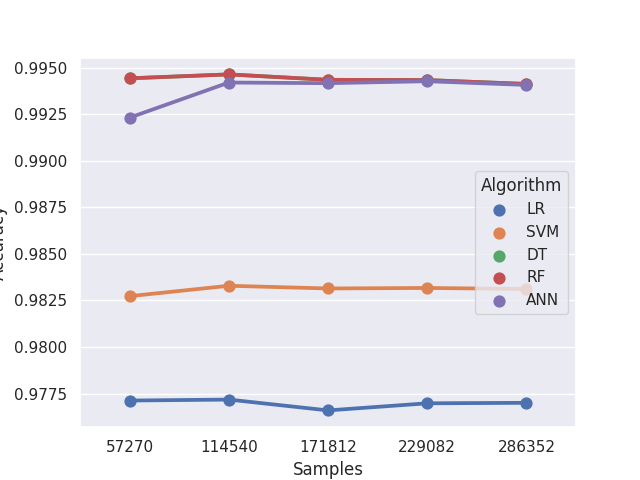 0.9950
0.9925
0.9900
0.9875
0.9850
0.9825
0.9800
0.9775
Accuracy
57270 114540 171812 229082 286352
Samples
Algorithm
LR
SVM
DT
RF
ANN